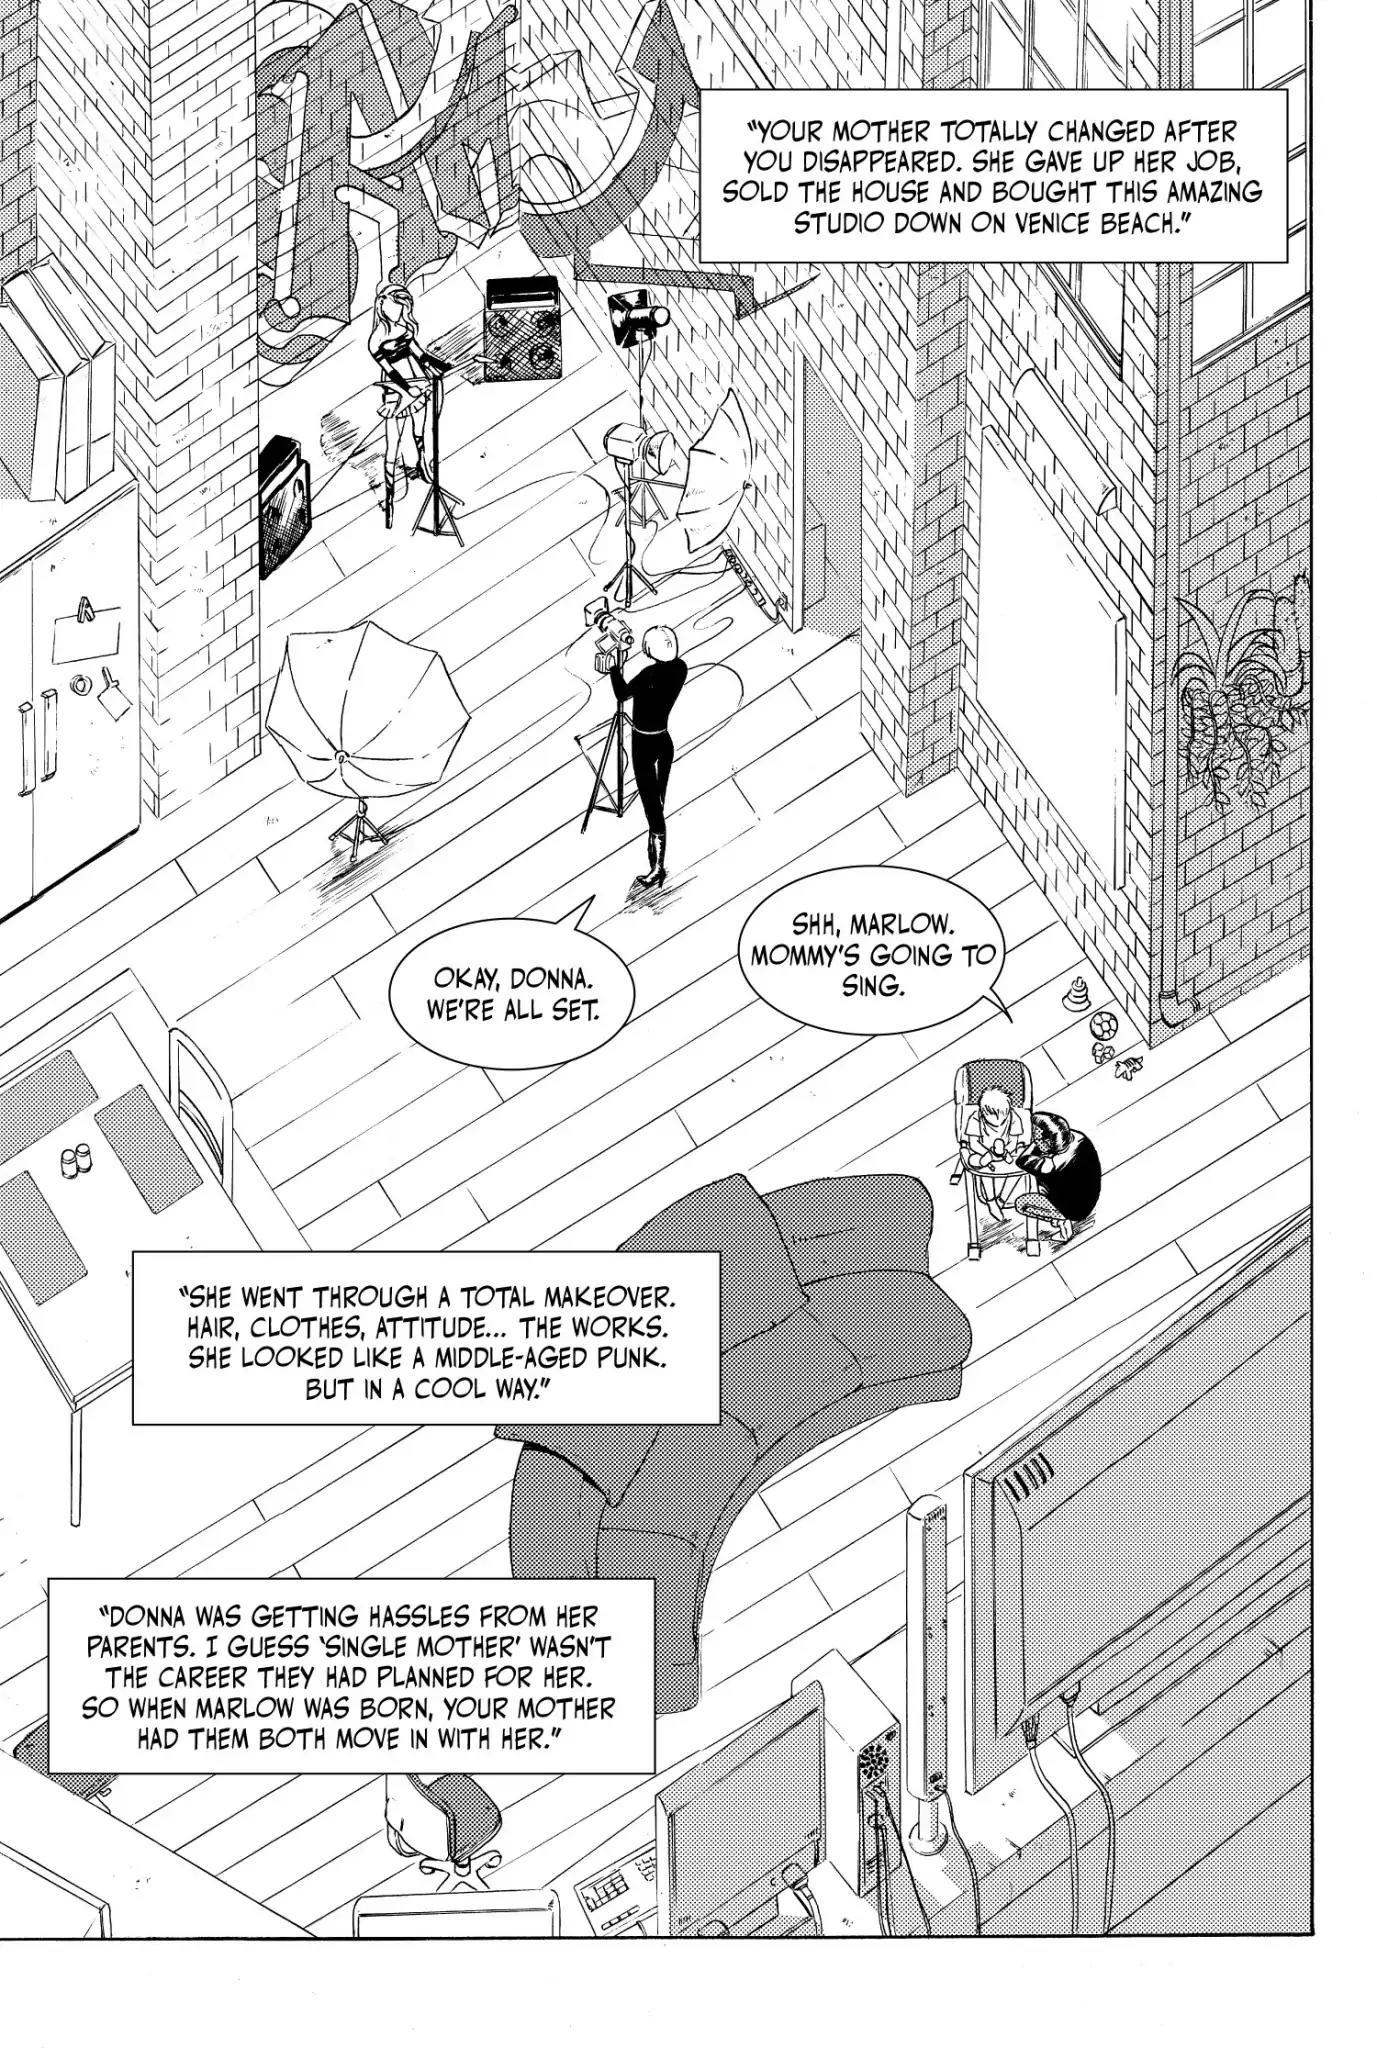 “YOUR MOTHER TOTALLY CHANGED AFTER
YOU DISAPPEARED. SHE GAVE UP HER JOB,
SOLD THE HOUSE AND BOUGHT THIS AMAZING
STUDIO DOWN ON VENICE BEACH.”
SHH, MARLOW.
MOMMY'S GOING TO
SING.
OKAY, DONNA.
WE'RE ALL SET.
“SHE WENT THROUGH A TOTAL MAKEOVER.
HAIR, CLOTHES, ATTITUDE... THE WORKS.
SHE LOOKED LIKE A MIDDLE-AGED PUNK.
BUT IN A COOL WAY.”
“DONNA WAS GETTING HASSLES FROM HER
PARENTS. I GUESS ‘SINGLE MOTHER’ WASN'T
THE CAREER THEY HAD PLANNED FOR HER.
SO WHEN MARLOW WAS BORN, YOUR MOTHER
HAD THEM BOTH MOVE IN WITH HER.”